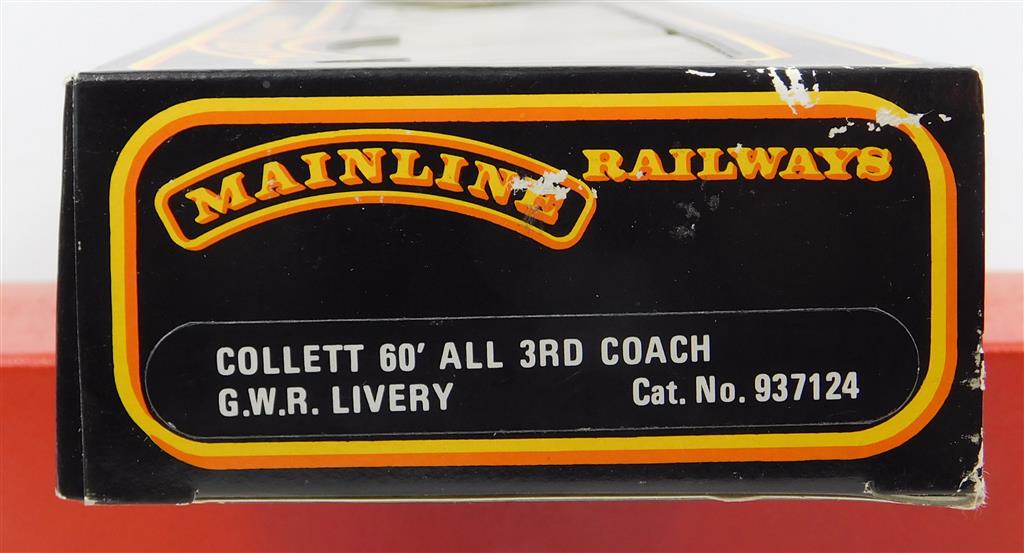 MAINLINE RAILWAYS
COLLETT 60' ALL 3RD COACH
G.W.R. LIVERY Cat. No. 937124